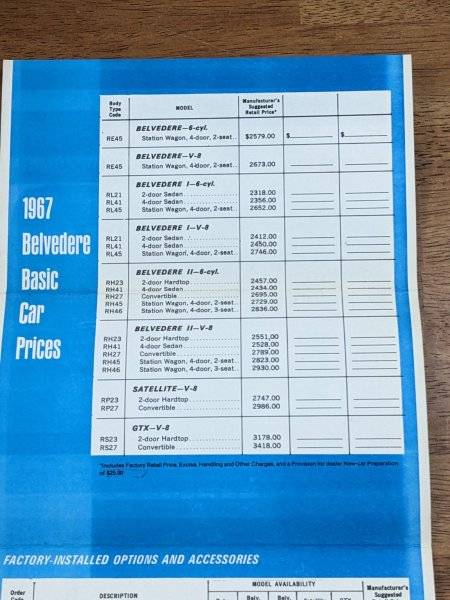 1967
Belvedere
Basic
Car
Prices
Body Type Code MODEL Manufacturer's Suggested Retail Price*
BELVEDERE—6-cyl.
RE45 Station Wagon, 4-door, 2-seat.. $2579.00 $ $
BELVEDERE—V-8
RE45 Station Wagon, 4-door, 2-seat.. 2673.00
BELVEDERE I—6-cyl.
RL21 2-door Sedan 2318.00
RL41 4-door Sedan 2356.00
RL45 Station Wagon, 4-door, 2-seat.. 2652.00
BELVEDERE I—V-8
RL21 2-door Sedan 2412.00
RL41 4-door Sedan 2450.00
RL45 Station Wagon, 4-door, 2-seat.. 2746.00
BELVEDERE II—6-cyl.
RH23 2-door Hardtop 2457.00
RH41 4-door Sedan 2434.00
RH27 Convertible 2695.00
RH45 Station Wagon, 4-door, 2-seat.. 2729.00
RH46 Station Wagon, 4-door, 3-seat.. 2836.00
BELVEDERE II—V-8
RH23 2-door Hardtop 2551.00
RH41 4-door Sedan 2528.00
RH27 Convertible 2789.00
RH45 Station Wagon, 4-door, 2-seat.. 2823.00
RH46 Station Wagon, 4-door, 3-seat.. 2930.00
SATELLITE—V-8
RP23 2-door Hardtop 2747.00
RP27 Convertible 2986.00
GTX—V-8
RS23 2-door Hardtop 3178.00
RS27 Convertible 3418.00
*Includes Factory Retail Price, Excise, Handling and Other Charges, and a Provision for dealer New-car Preparation
of $25.00
FACTORY-INSTALLED OPTIONS AND ACCESSORIES
Order DESCRIPTION MODEL AVAILABILITY Manufacturer's Suggested
Belv. Belv.